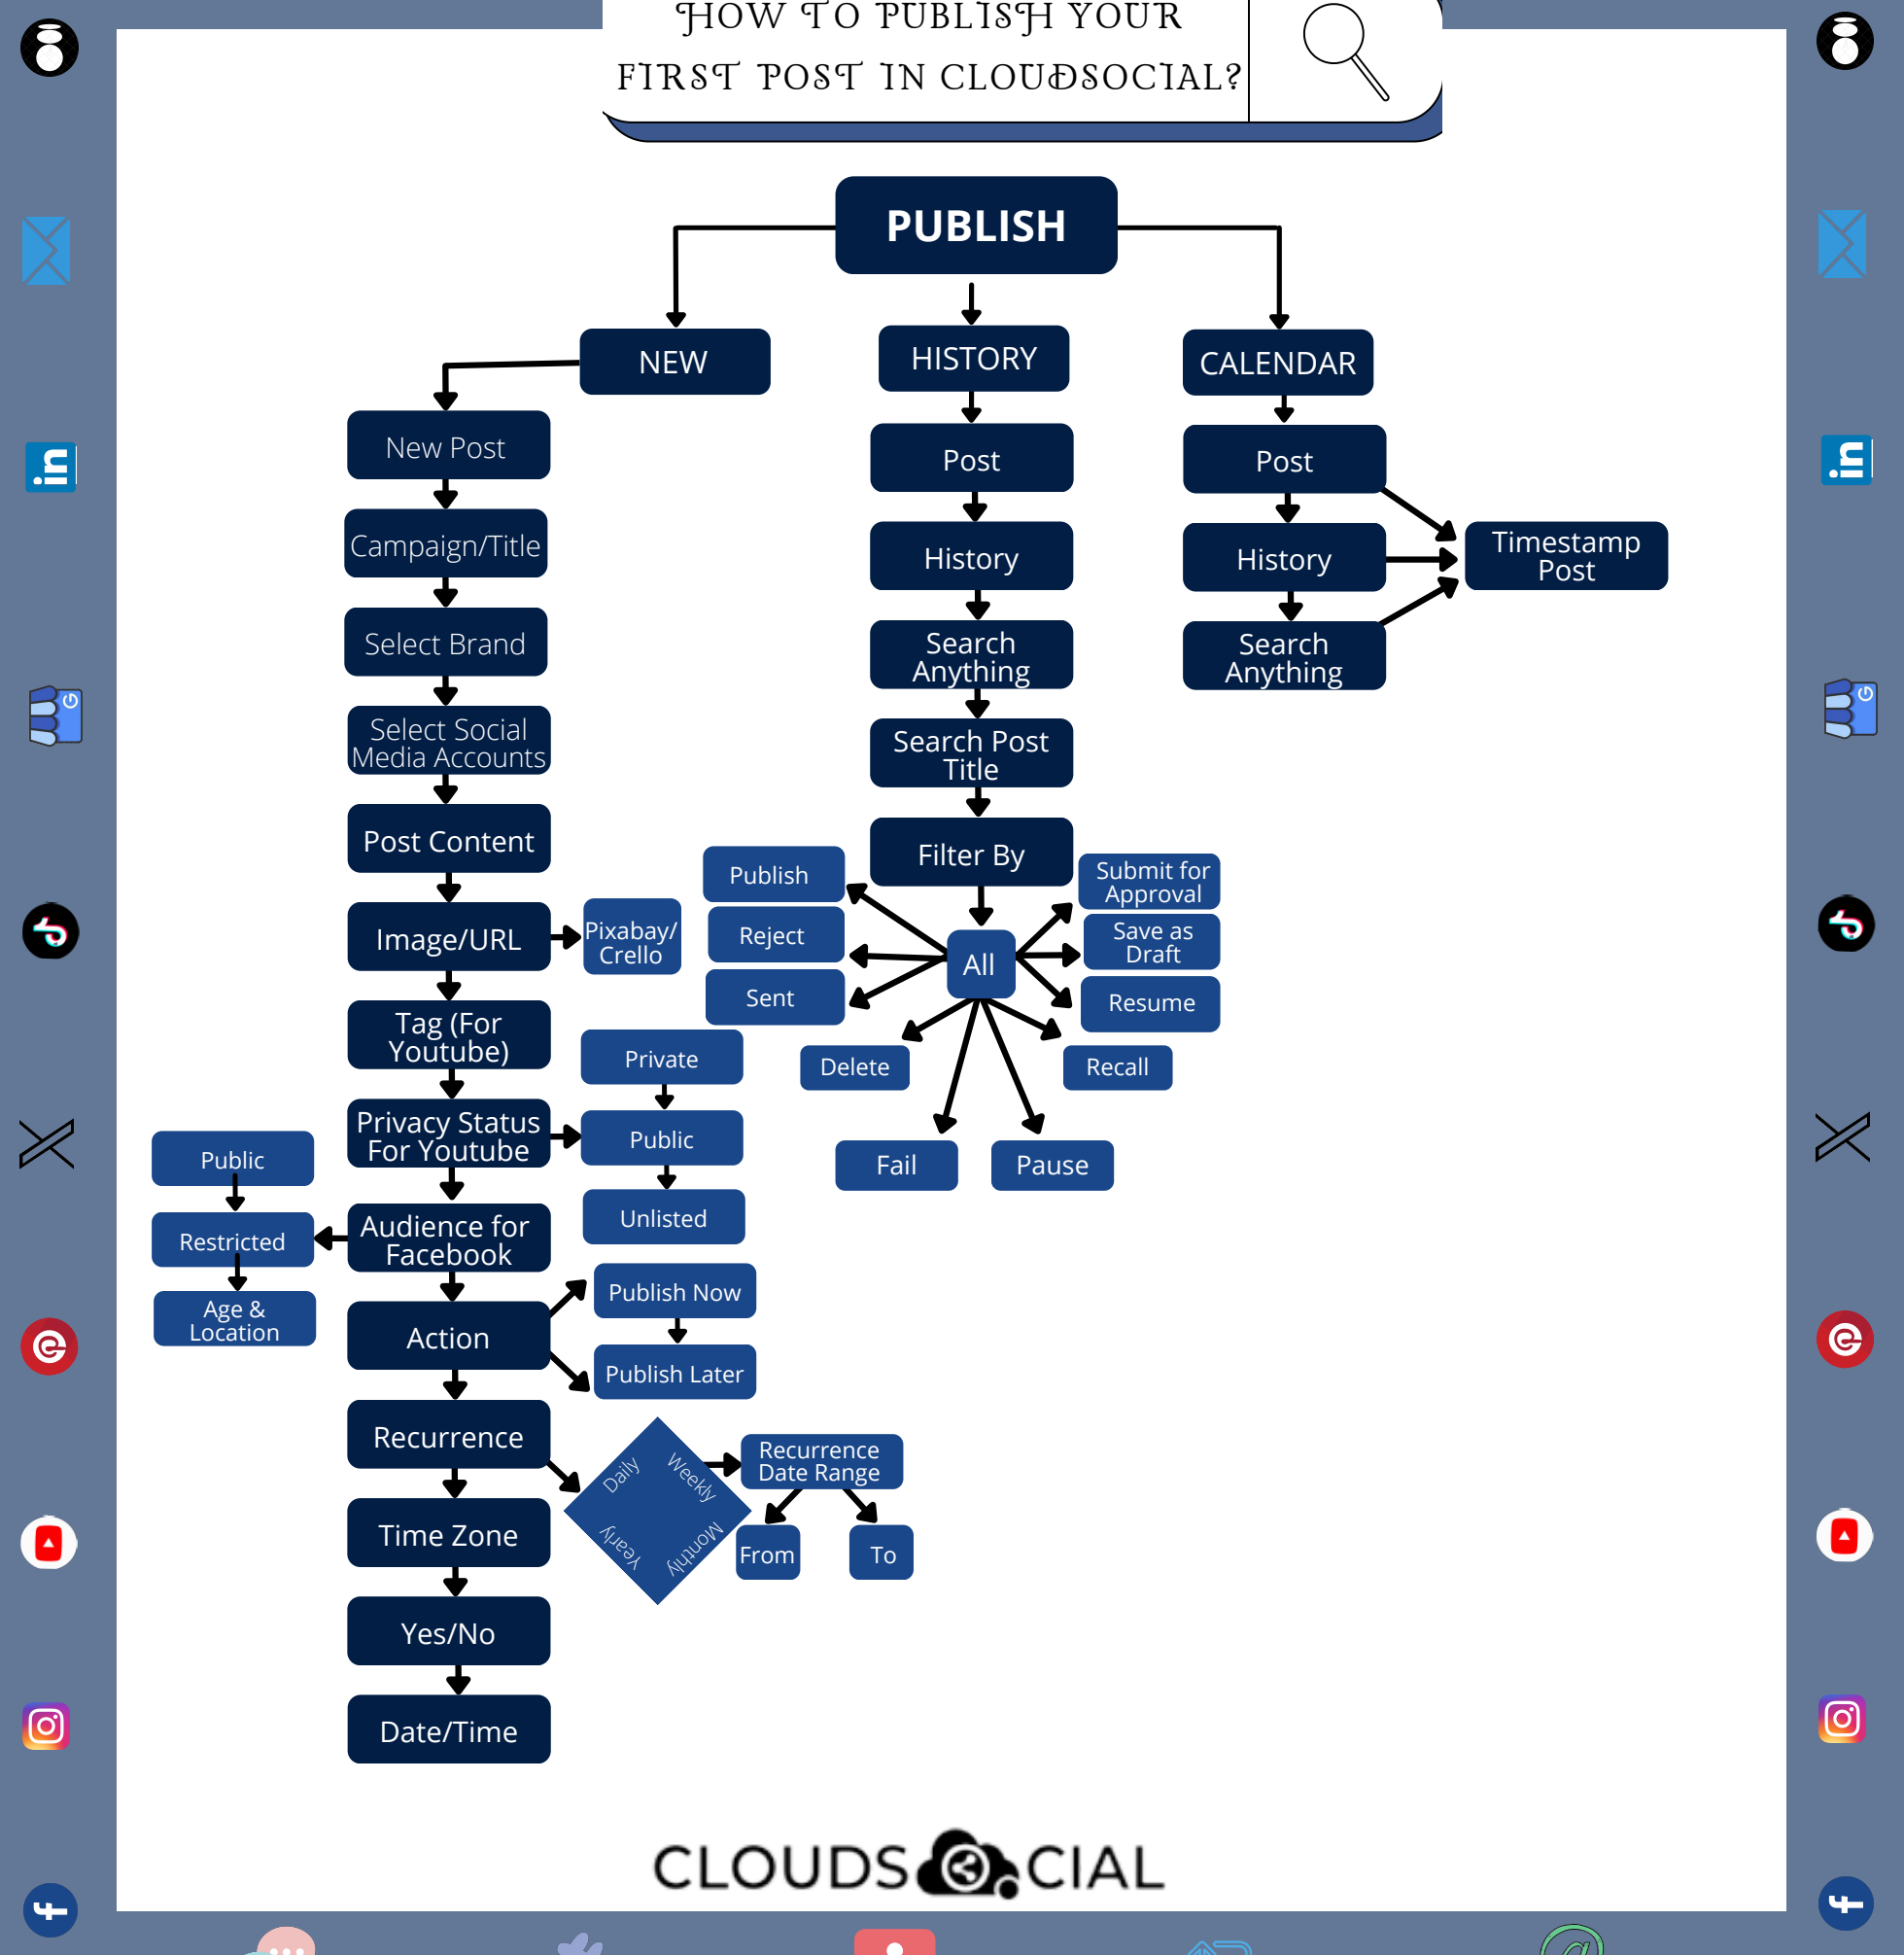 HOW TO PUBLISH YOUR
FIRST POST IN CLOUDSOCIAL?
PUBLISH
NEW
HISTORY
CALENDAR
New Post
Campaign/Title
Select Brand
Select Social
Media Accounts
Post Content
Image/URL
Pixabay/
Crello
Tag (For
Youtube)
Privacy Status
For Youtube
Private
Public
Unlisted
Audience for
Facebook
Public
Restricted
Age &
Location
Action
Publish Now
Publish Later
Recurrence
Daily
Weekly
Monthly
Yearly
Recurrence
Date Range
From
To
Time Zone
Yes/No
Date/Time
Post
History
Search
Anything
Search Post
Title
Filter By
All
Publish
Reject
Sent
Delete
Fail
Pause
Recall
Resume
Save as
Draft
Submit for
Approval
Post
History
Search
Anything
Timestamp
Post
CLOUDSOCIAL